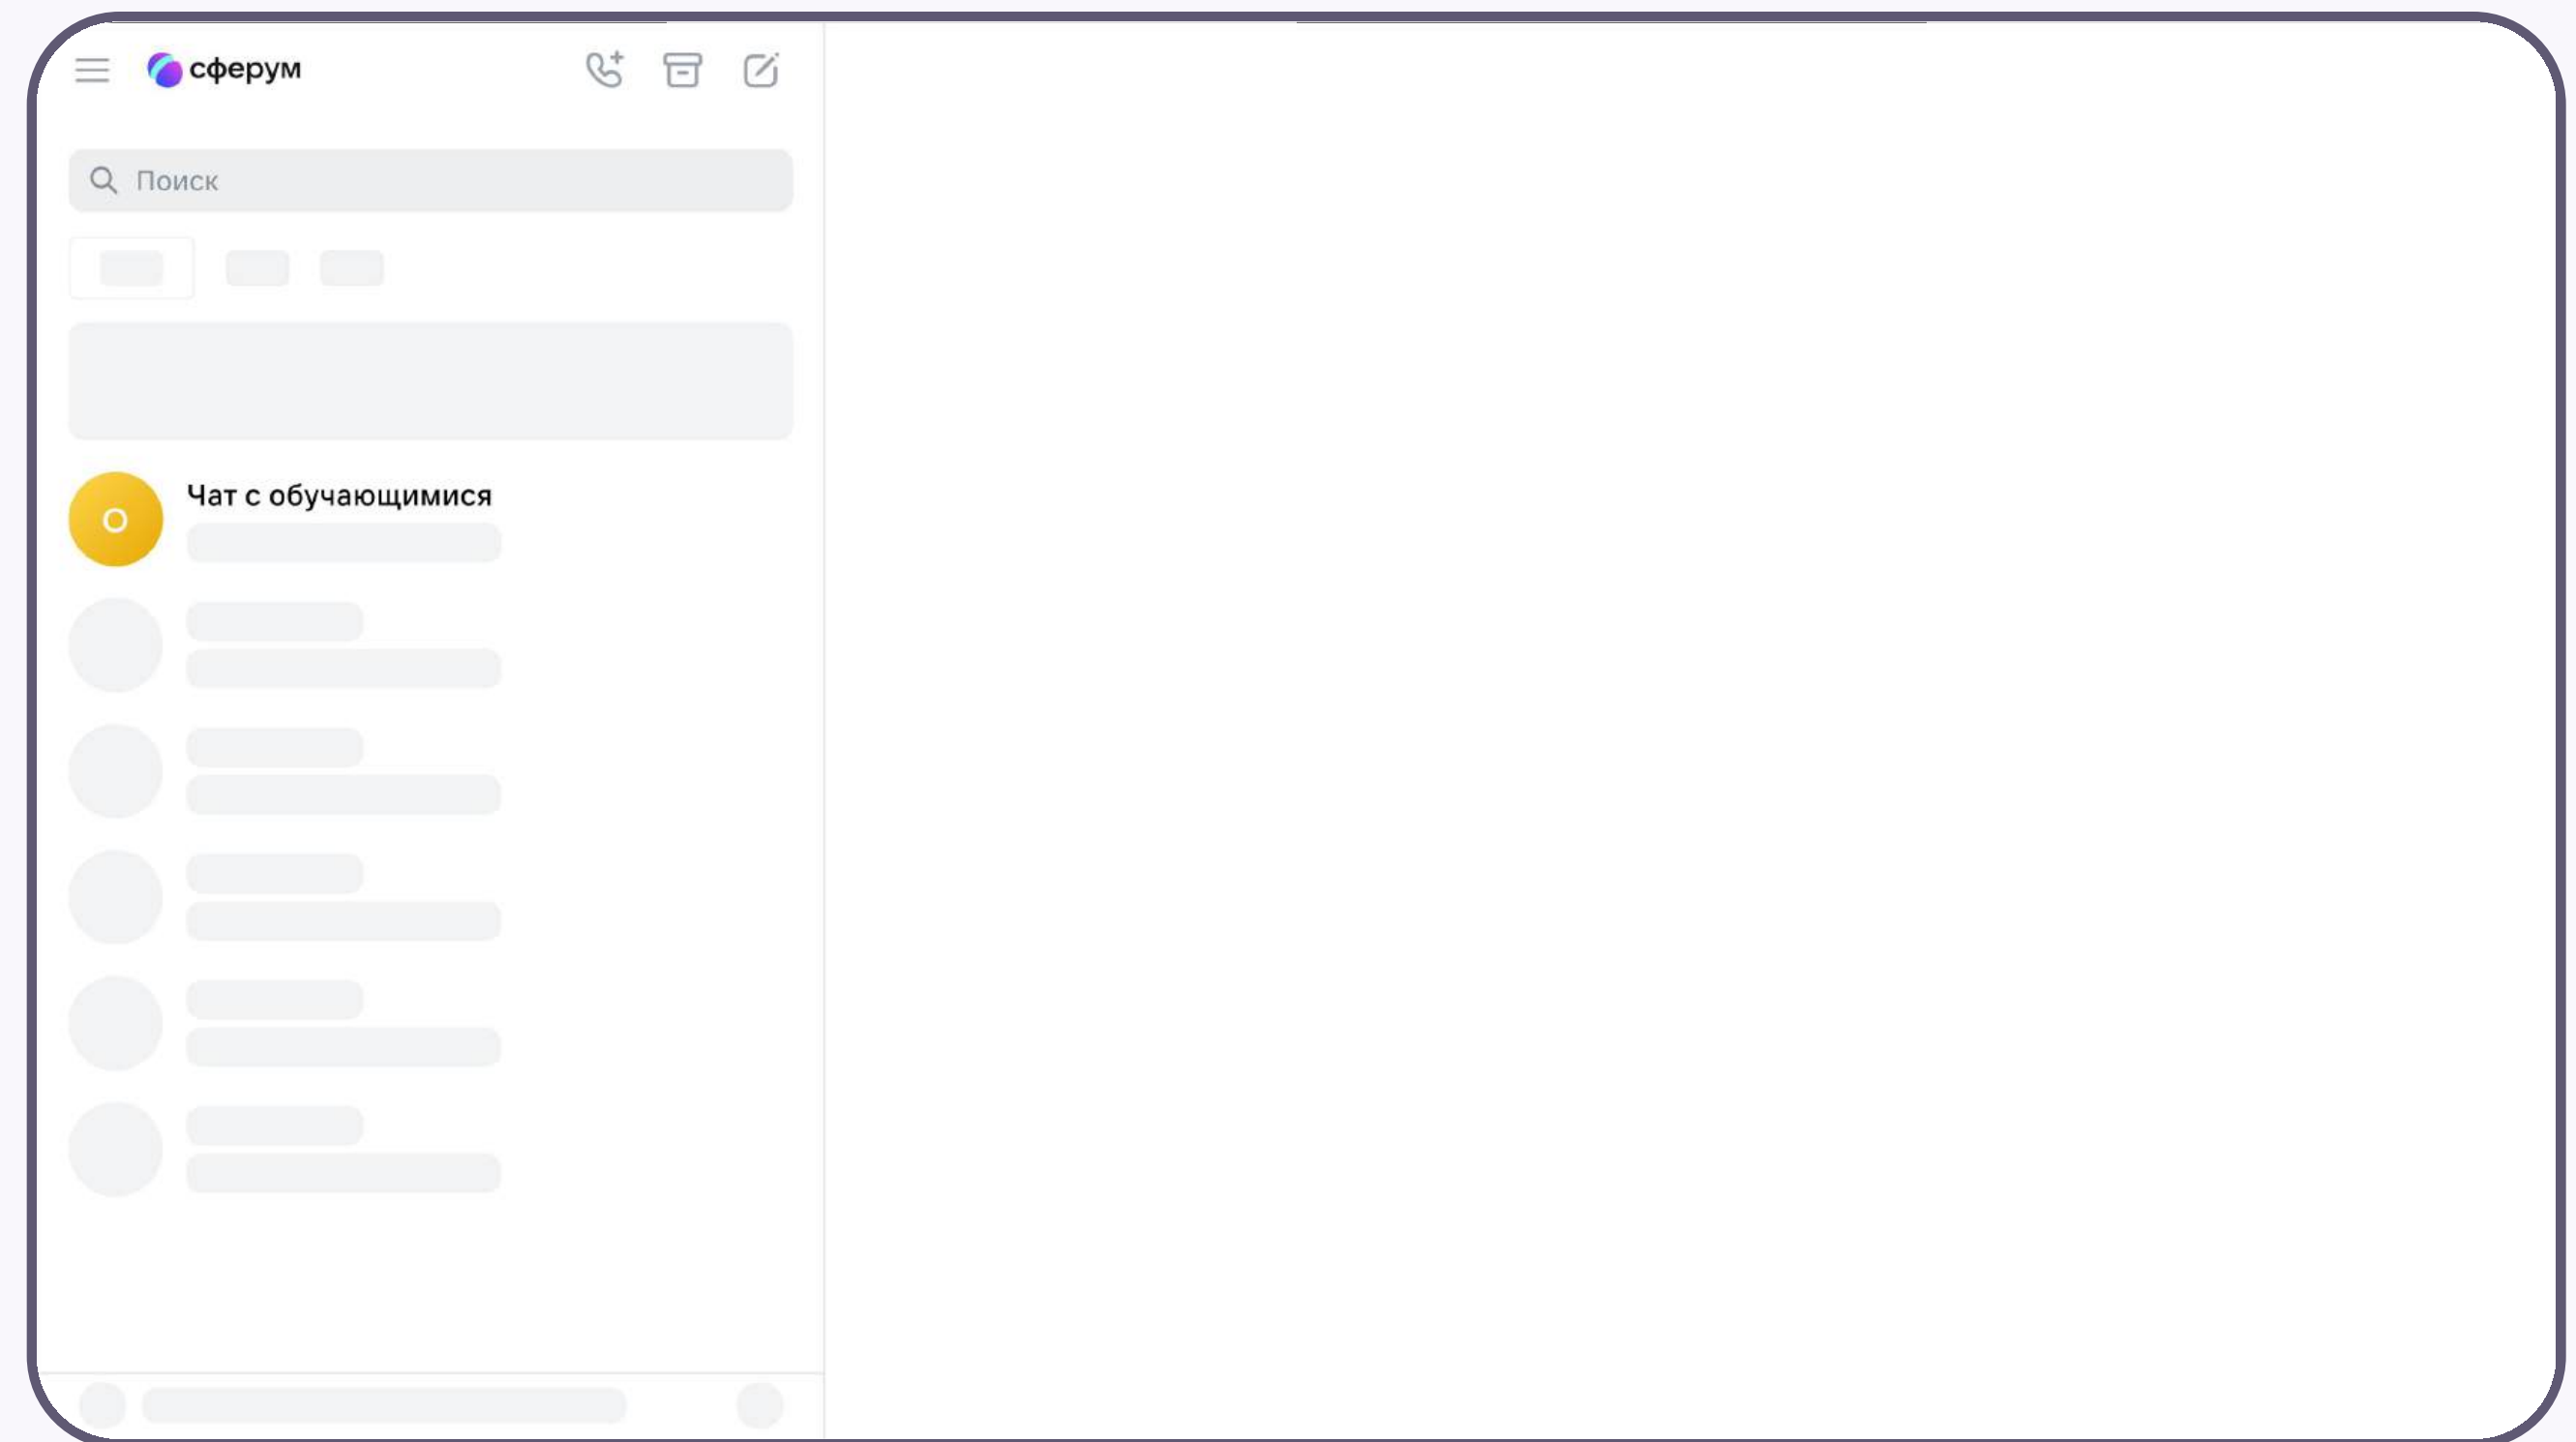 сферум
Поиск
Чат с обучающимися
О